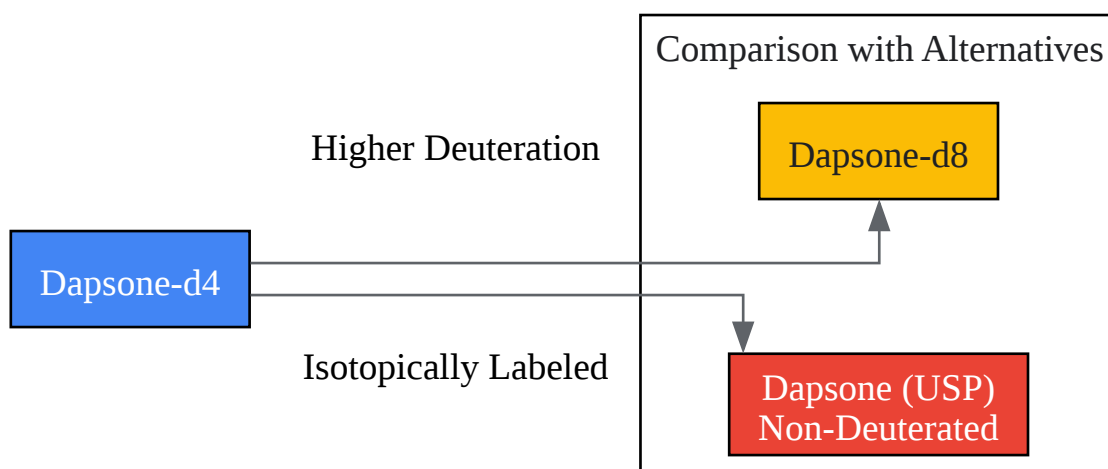 Comparison with Alternatives
Higher Deuteration
Dapsone-d8
Dapsone-d4
Isotopically Labeled
Dapsone (USP)
Non-Deuterated